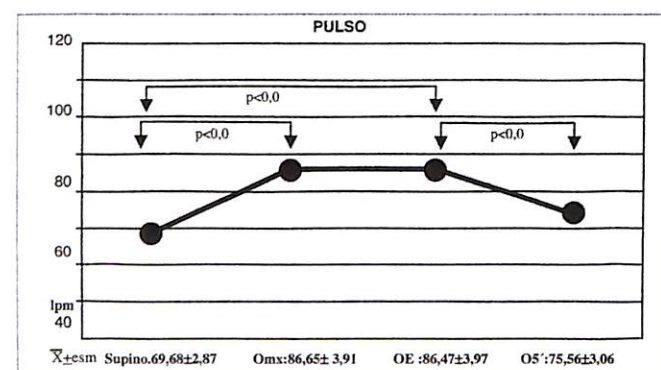 PULSO
120
100
80
60
lpm
40
p<0,0
p<0,0
p<0,0
X̅±esm Supino.69,68±2,87 Omx:86,65± 3,91 OE :86,47±3,97 O5´:75,56±3,06